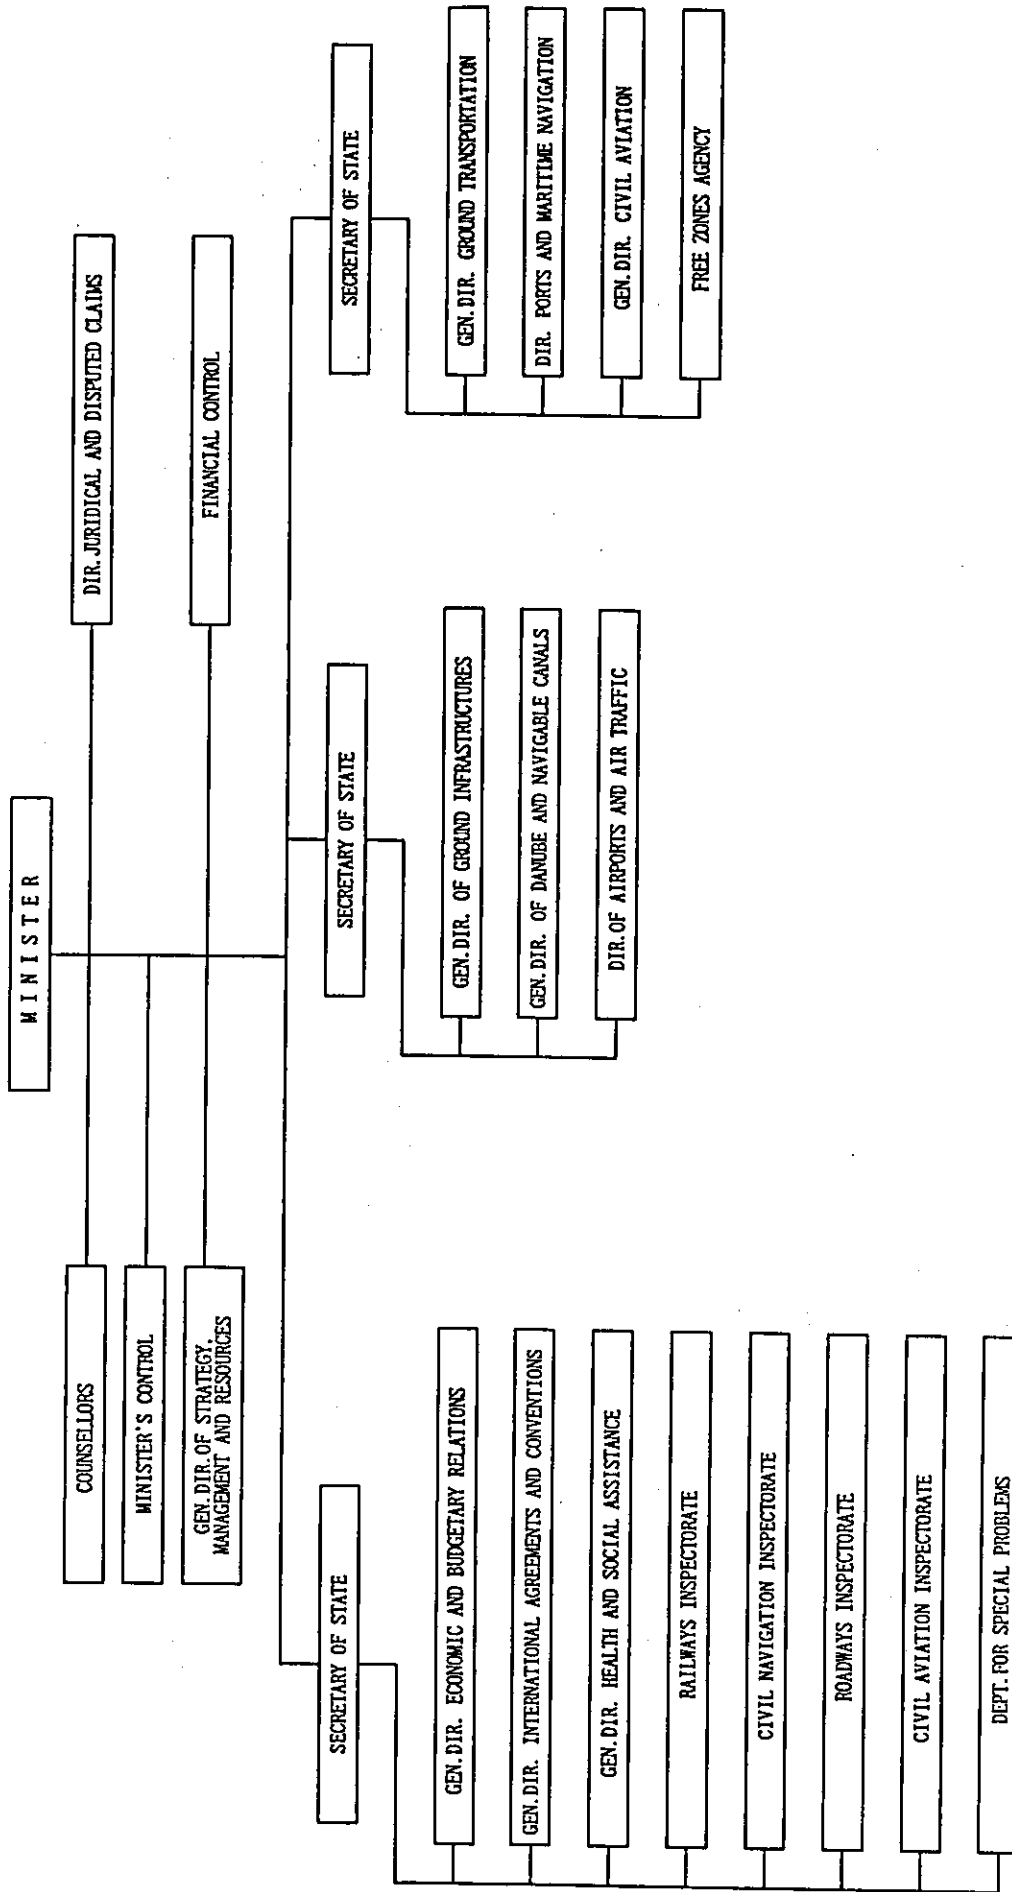 M I N I S T E R
COUNSELLORS
DIR.JURIDICAL AND DISPUTED CLAIMS
MINISTER'S CONTROL
GEN.DIR.OF STRATEGY.
MANAGEMENT AND RESOURCES
FINANCIAL CONTROL
SECRETARY OF STATE
GEN.DIR. ECONOMIC AND BUDGETARY RELATIONS
GEN.DIR. INTERNATIONAL AGREEMENTS AND CONVENTIONS
GEN.DIR. HEALTH AND SOCIAL ASSISTANCE
RAILWAYS INSPECTORATE
CIVIL NAVIGATION INSPECTORATE
ROADWAYS INSPECTORATE
CIVIL AVIATION INSPECTORATE
DEPT.FOR SPECIAL PROBLEMS
SECRETARY OF STATE
GEN.DIR. OF GROUND INFRASTRUCTURES
GEN.DIR. OF DANUBE AND NAVIGABLE CANALS
DIR.OF AIRPORTS AND AIR TRAFFIC
SECRETARY OF STATE
GEN.DIR. GROUND TRANSPORTATION
DIR. PORTS AND MARITIME NAVIGATION
GEN.DIR. CIVIL AVIATION
FREE ZONES AGENCY